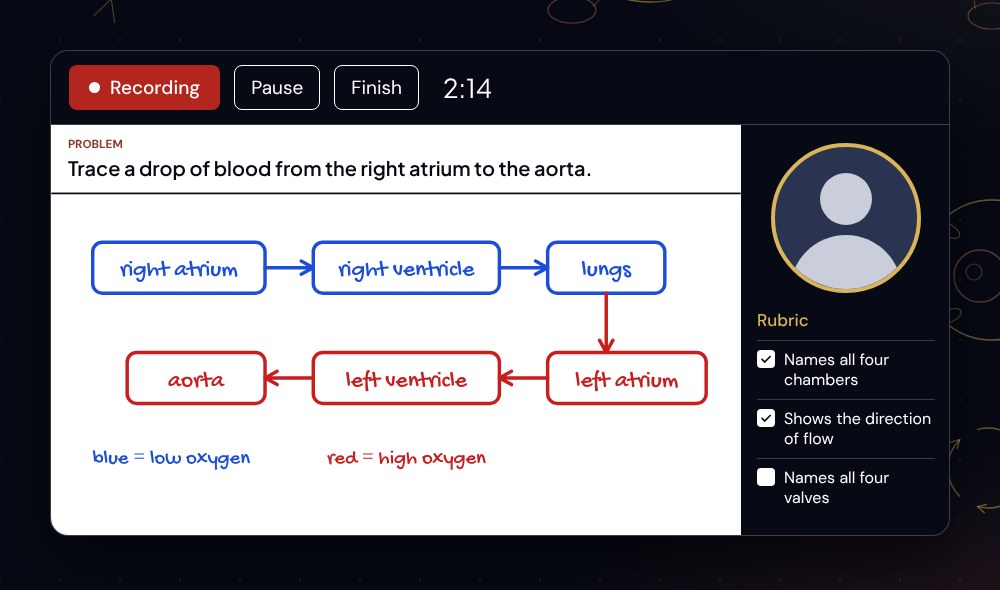 Recording Pause Finish 2:14
PROBLEM
Trace a drop of blood from the right atrium to the aorta.
right atrium right ventricle lungs
aorta left ventricle left atrium
blue = low oxygen red = high oxygen
Rubric
Names all four
chambers
Shows the direction
of flow
Names all four
valves